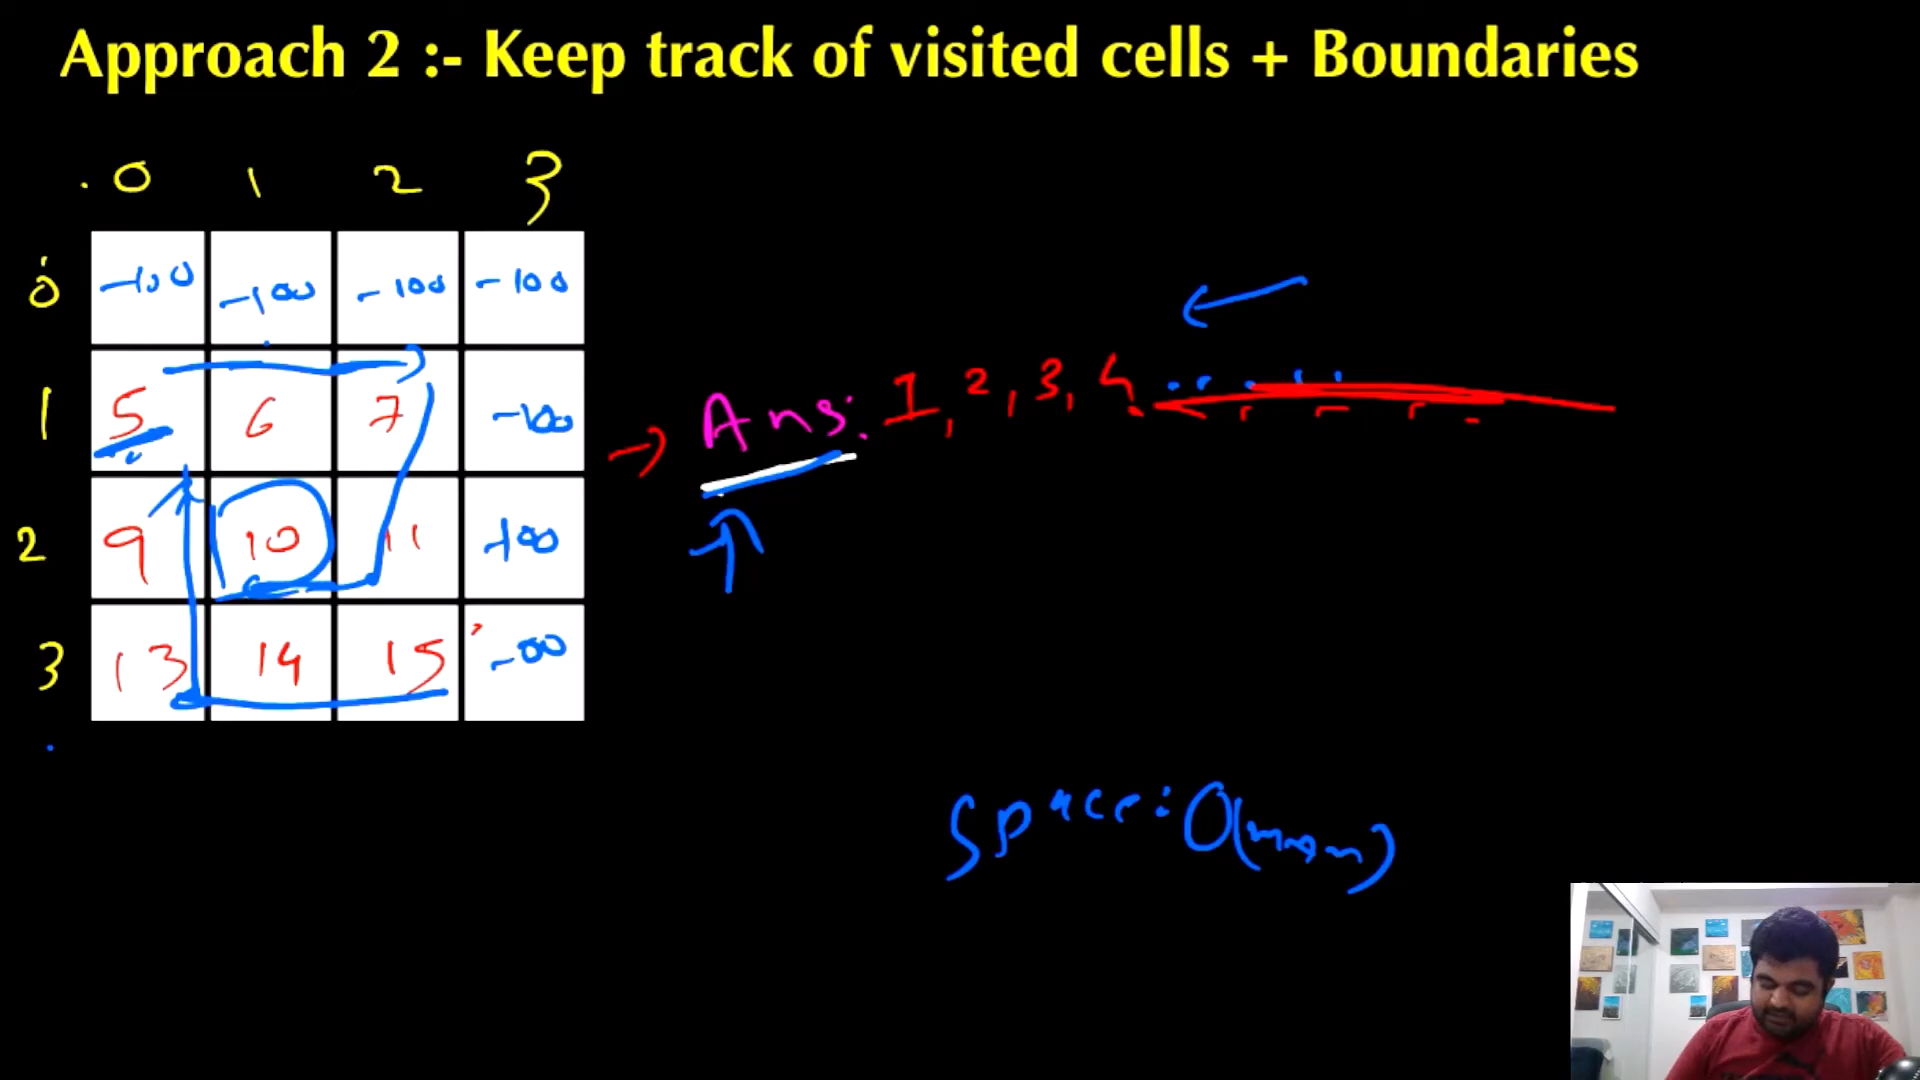 Approach 2 :- Keep track of visited cells + Boundaries
0 1 2 3
0 -100 -100 -100 -100
1 5 6 7 -100
2 9 10 11 -100
3 13 14 15 -00
Ans: 1, 2, 3, 4
Space: O(m*n)